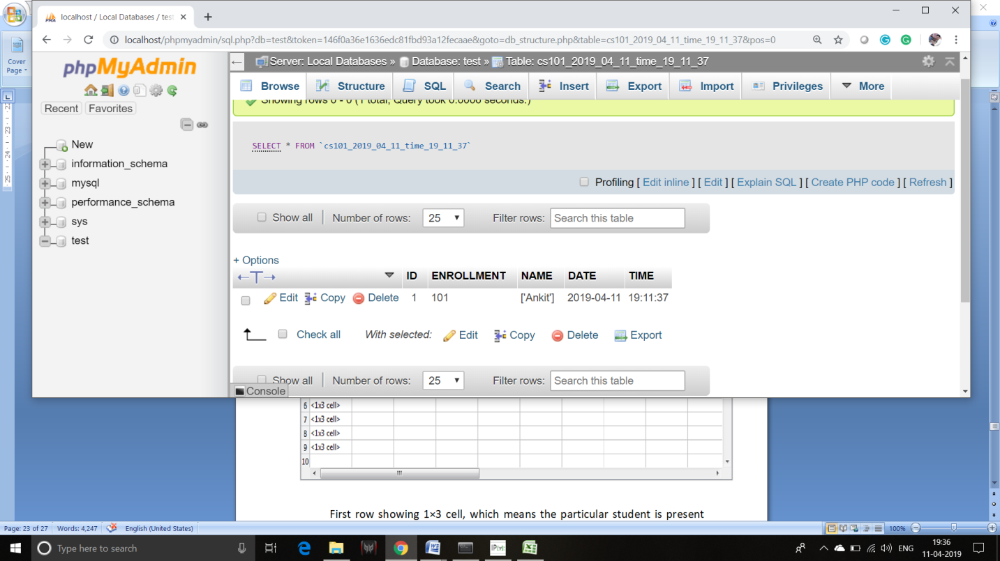 localhost / Local Databases / test
localhost/phpmyadmin/sql.php?db=test&token=146f0a36e1636edc81fbd93a12fecaae&goto=db_structure.php&table=cs101_2019_04_11_time_19_11_37&pos=0
Cover
Page
phpMyAdmin
Recent Favorites
New
information_schema
mysql
performance_schema
sys
test
Server: Local Databases » Database: test » Table: cs101_2019_04_11_time_19_11_37
Browse Structure SQL Search Insert Export Import Privileges More
Showing rows 0 - 0 (1 total, Query took 0.0006 seconds.)
SELECT * FROM `cs101_2019_04_11_time_19_11_37`
Profiling [ Edit inline ] [ Edit ] [ Explain SQL ] [ Create PHP code ] [ Refresh ]
Show all Number of rows: 25 Filter rows: Search this table
+ Options
←T→ ID ENROLLMENT NAME DATE TIME
Edit Copy Delete 1 101 ['Ankit'] 2019-04-11 19:11:37
Check all With selected: Edit Copy Delete Export
Show all Number of rows: 25 Filter rows: Search this table
Console
6 <1x3 cell>
7 <1x3 cell>
8 <1x3 cell>
9 <1x3 cell>
10
First row showing 1×3 cell, which means the particular student is present
Page: 23 of 27 Words: 4,247 English (United States) 100%
Type here to search
ENG
19:36
11-04-2019